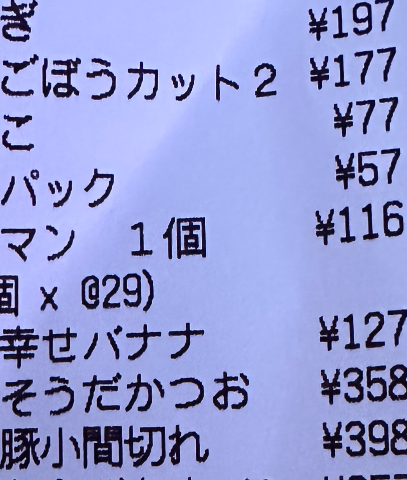 ぎ ¥197
ごぼうカット2 ¥177
こ ¥77
パック ¥57
マン 1個 ¥116
個 x @29)
幸せバナナ ¥127
そうだかつお ¥358
豚小間切れ ¥398